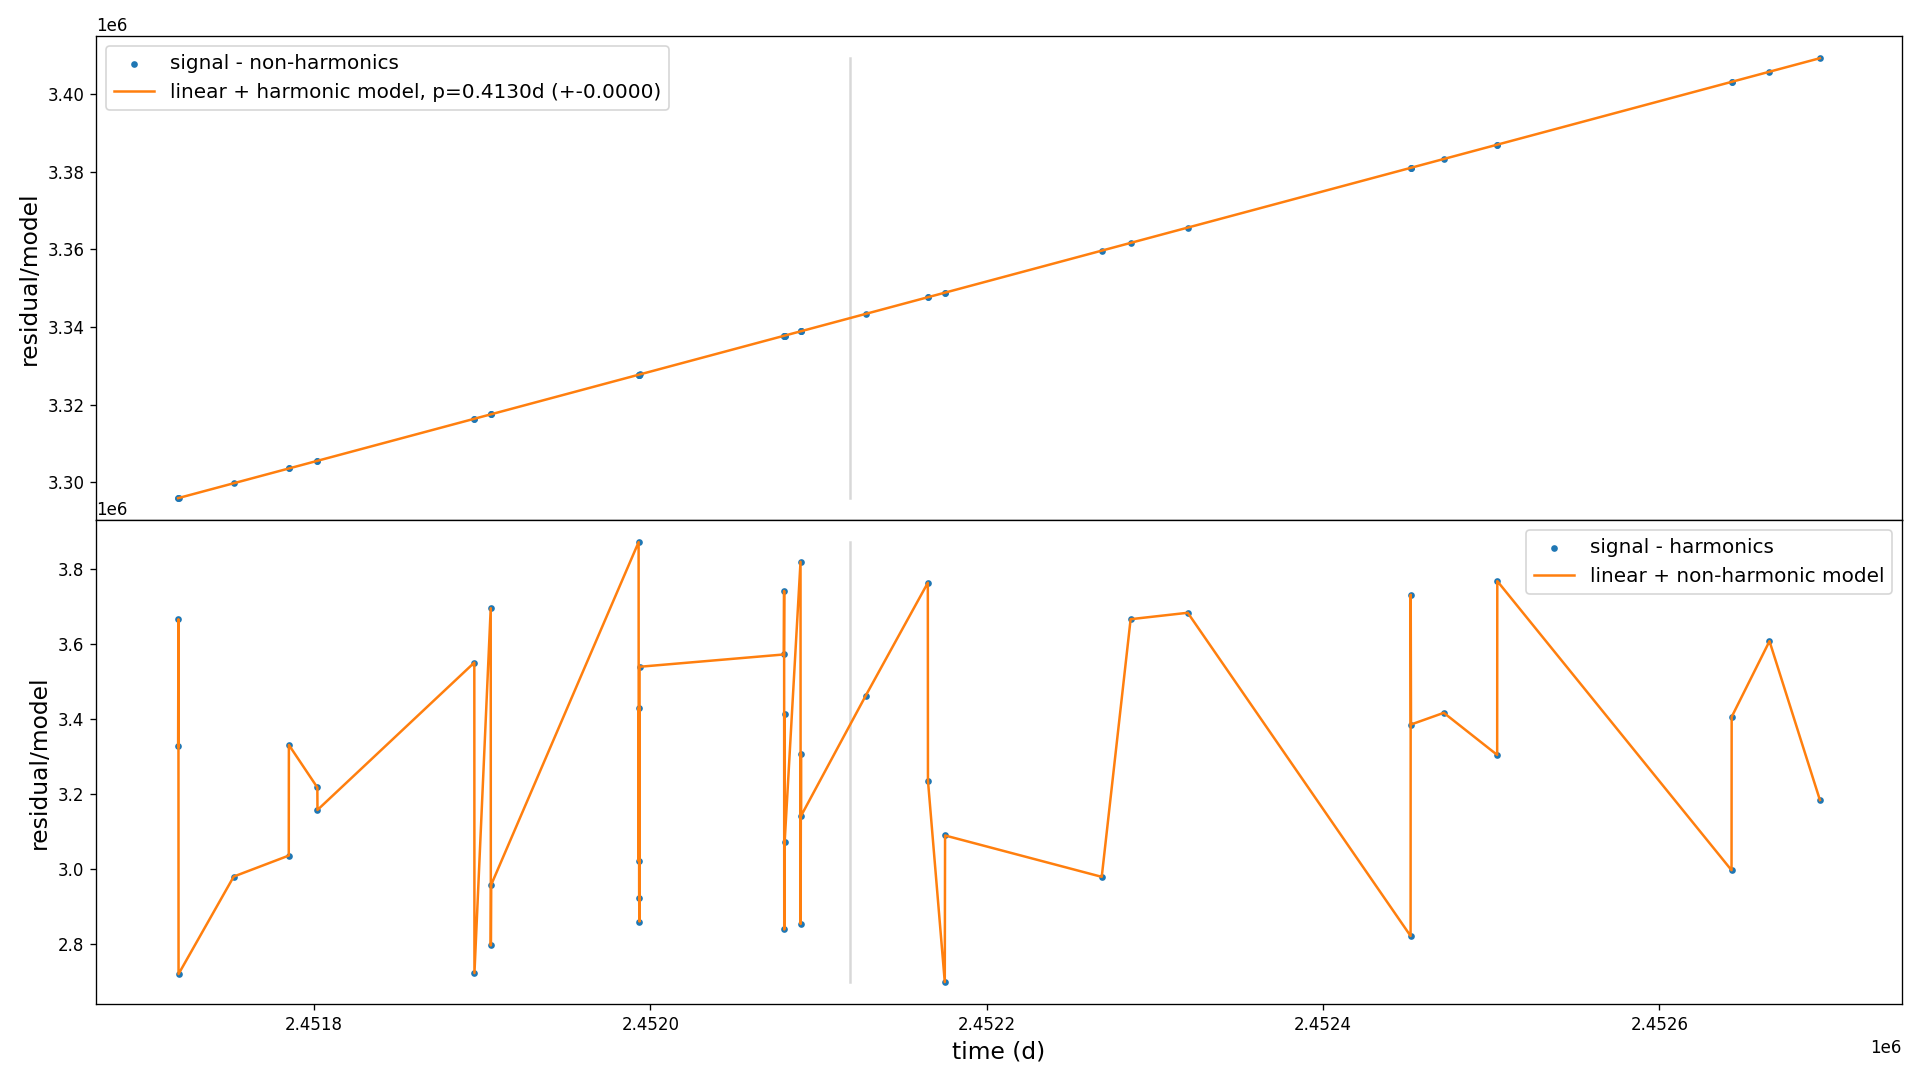 1e6
signal - non-harmonics
linear + harmonic model, p=0.4130d (+-0.0000)
3.40
3.38
3.36
3.34
3.32
3.30
residual/model
1e6
signal - harmonics
linear + non-harmonic model
3.8
3.6
3.4
3.2
3.0
2.8
residual/model
2.4518
2.4520
2.4522
2.4524
2.4526
time (d)
1e6